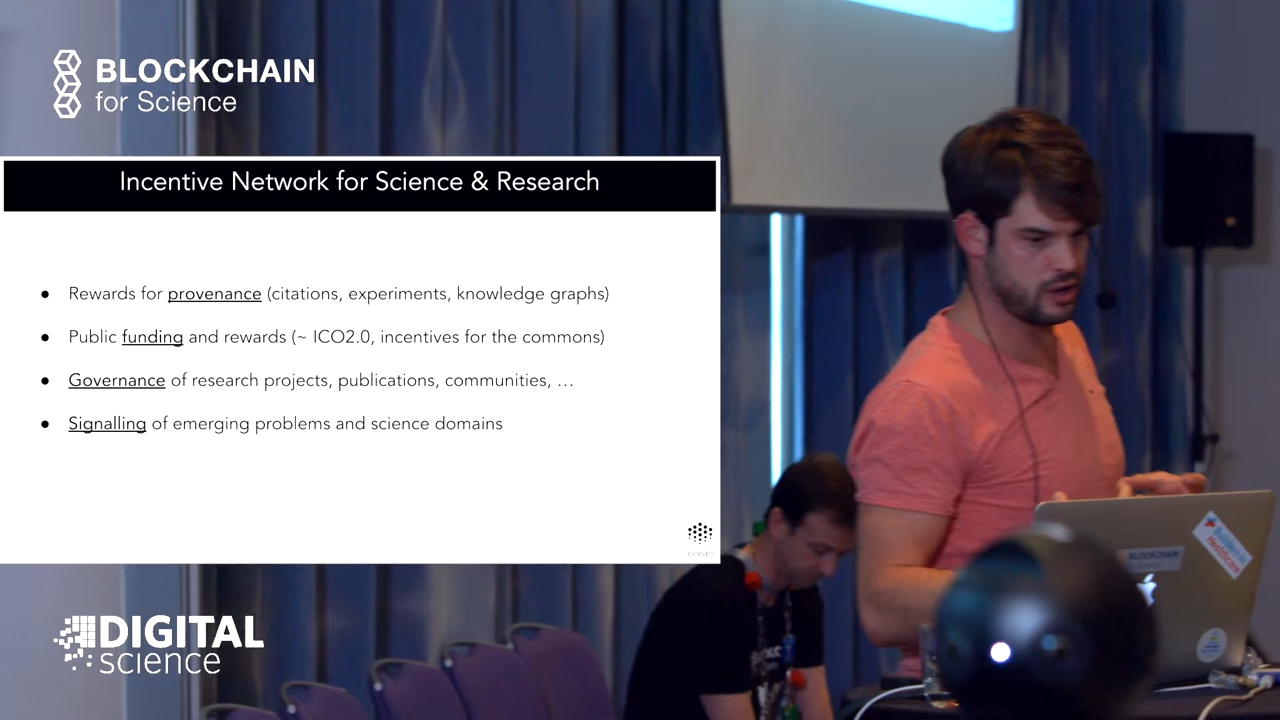 BLOCKCHAIN
for Science
Incentive Network for Science & Research
● Rewards for provenance (citations, experiments, knowledge graphs)
● Public funding and rewards (~ ICO2.0, incentives for the commons)
● Governance of research projects, publications, communities, …
● Signalling of emerging problems and science domains
ocean
DIGITAL
science
BLOCKCHAIN